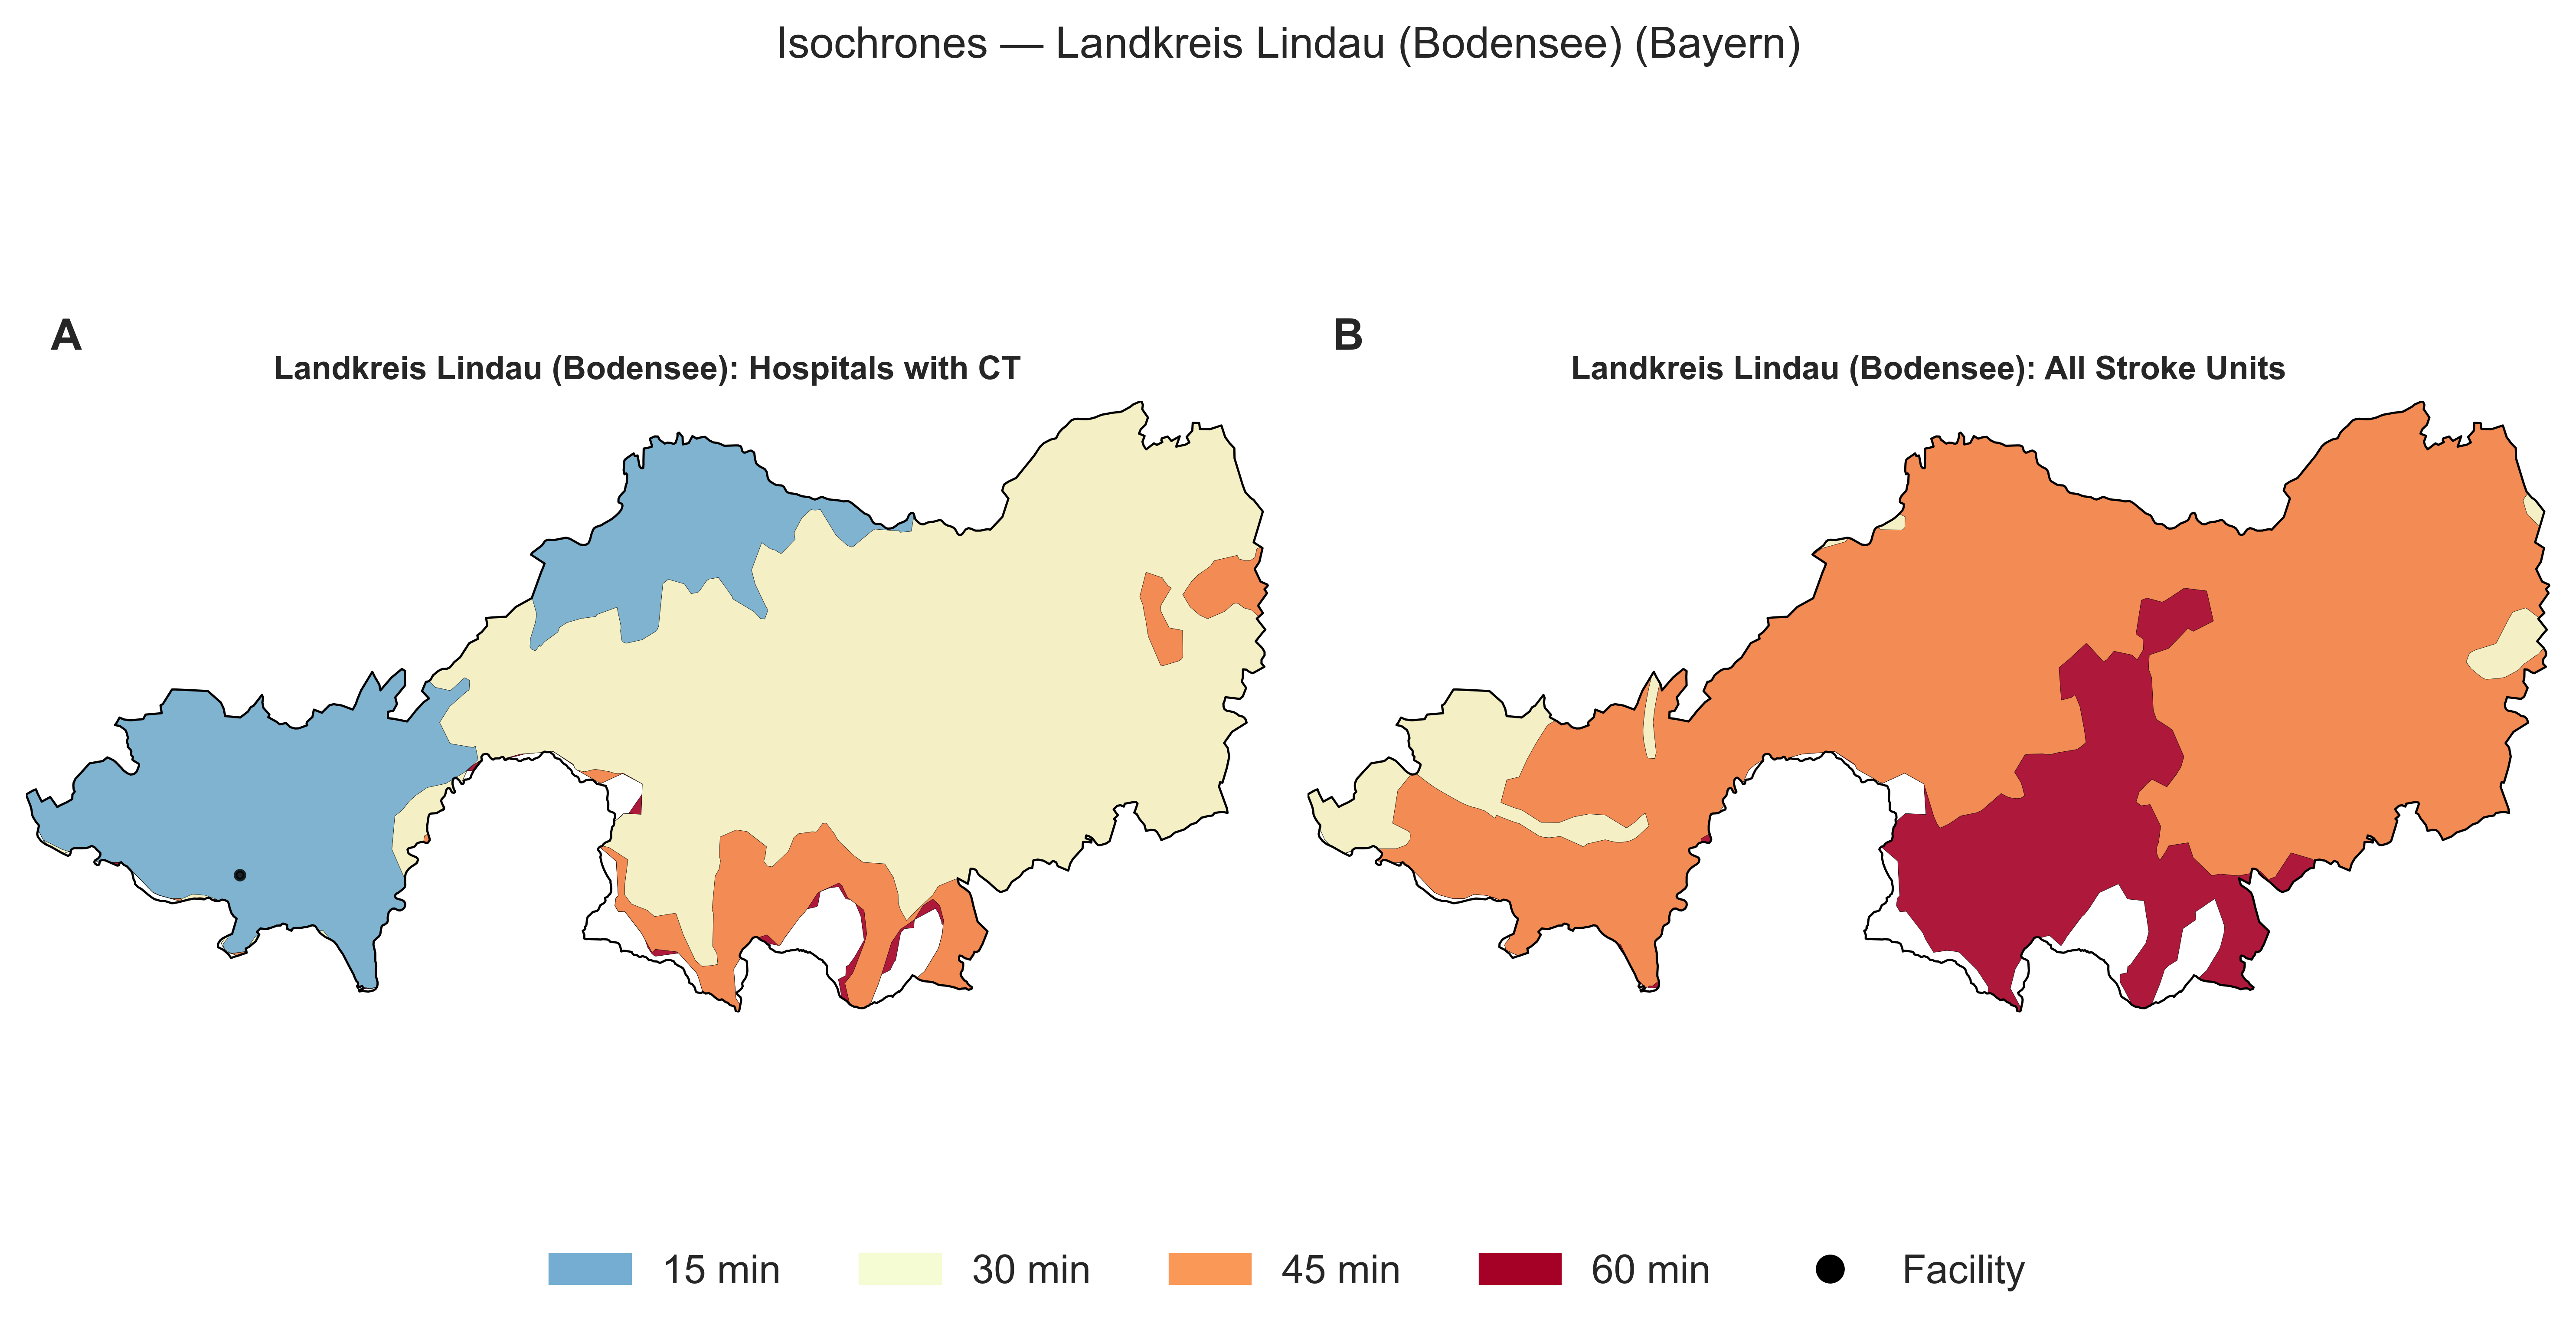 Isochrones — Landkreis Lindau (Bodensee) (Bayern)
A
Landkreis Lindau (Bodensee): Hospitals with CT
B
Landkreis Lindau (Bodensee): All Stroke Units
15 min
30 min
45 min
60 min
Facility